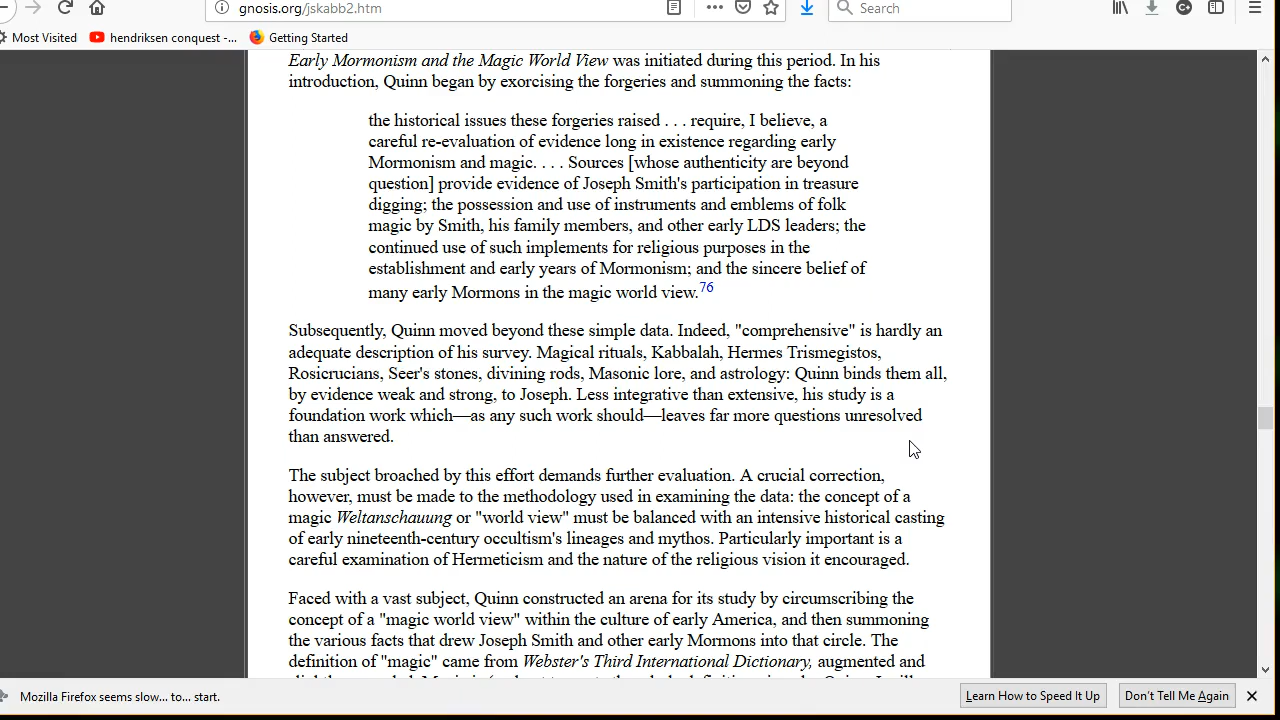 gnosis.org/jskabb2.htm
Search
Most Visited
hendriksen conquest -...
Getting Started
Early Mormonism and the Magic World View was initiated during this period. In his
introduction, Quinn began by exorcising the forgeries and summoning the facts:
the historical issues these forgeries raised . . . require, I believe, a
careful re-evaluation of evidence long in existence regarding early
Mormonism and magic. . . . Sources [whose authenticity are beyond
question] provide evidence of Joseph Smith's participation in treasure
digging; the possession and use of instruments and emblems of folk
magic by Smith, his family members, and other early LDS leaders; the
continued use of such implements for religious purposes in the
establishment and early years of Mormonism; and the sincere belief of
many early Mormons in the magic world view.76
Subsequently, Quinn moved beyond these simple data. Indeed, "comprehensive" is hardly an
adequate description of his survey. Magical rituals, Kabbalah, Hermes Trismegistos,
Rosicrucians, Seer's stones, divining rods, Masonic lore, and astrology: Quinn binds them all,
by evidence weak and strong, to Joseph. Less integrative than extensive, his study is a
foundation work which—as any such work should—leaves far more questions unresolved
than answered.
The subject broached by this effort demands further evaluation. A crucial correction,
however, must be made to the methodology used in examining the data: the concept of a
magic Weltanschauung or "world view" must be balanced with an intensive historical casting
of early nineteenth-century occultism's lineages and mythos. Particularly important is a
careful examination of Hermeticism and the nature of the religious vision it encouraged.
Faced with a vast subject, Quinn constructed an arena for its study by circumscribing the
concept of a "magic world view" within the culture of early America, and then summoning
the various facts that drew Joseph Smith and other early Mormons into that circle. The
definition of "magic" came from Webster's Third International Dictionary, augmented and
Mozilla Firefox seems slow... to... start.
Learn How to Speed It Up
Don't Tell Me Again